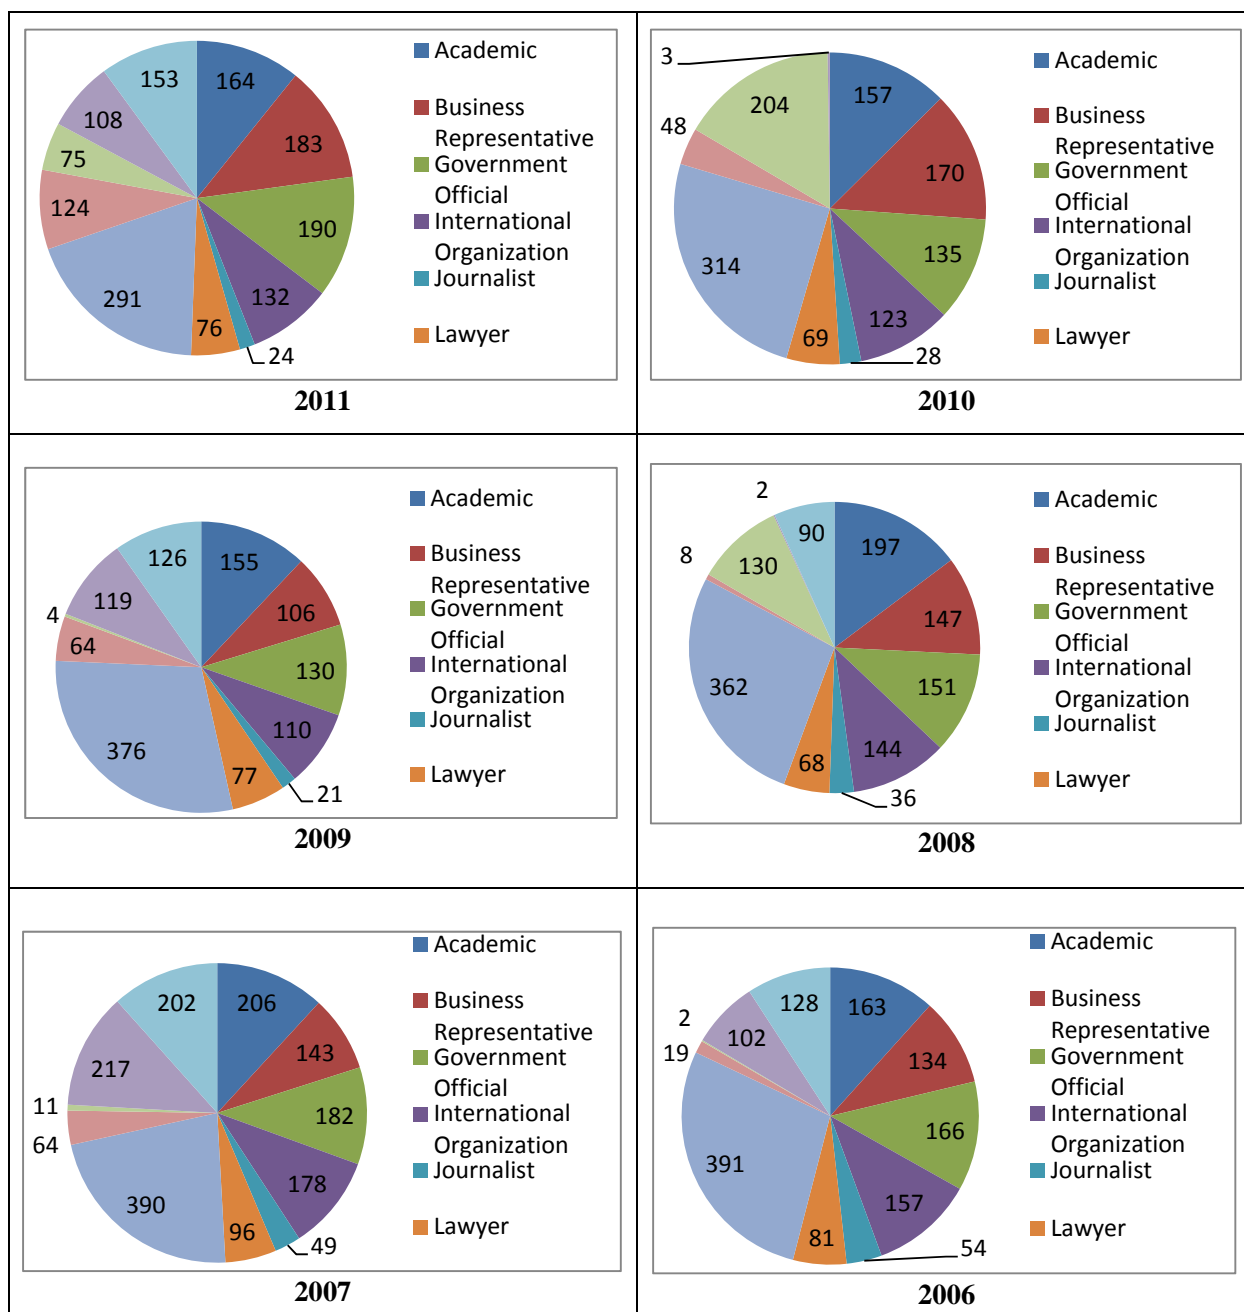 153
164
108
183
75
124
190
291
132
76
24
Academic
Business
Representative
Government
Official
International
Organization
Journalist
Lawyer
2011
3
204
157
48
170
314
135
123
69
28
Academic
Business
Representative
Government
Official
International
Organization
Journalist
Lawyer
2010
126
155
119
106
4
64
130
376
110
77
21
Academic
Business
Representative
Government
Official
International
Organization
Journalist
Lawyer
2009
2
90
197
8
130
147
362
151
144
68
36
Academic
Business
Representative
Government
Official
International
Organization
Journalist
Lawyer
2008
202
206
143
217
11
182
64
178
390
96
49
Academic
Business
Representative
Government
Official
International
Organization
Journalist
Lawyer
2007
128
163
2
102
134
19
166
391
157
81
54
Academic
Business
Representative
Government
Official
International
Organization
Journalist
Lawyer
2006